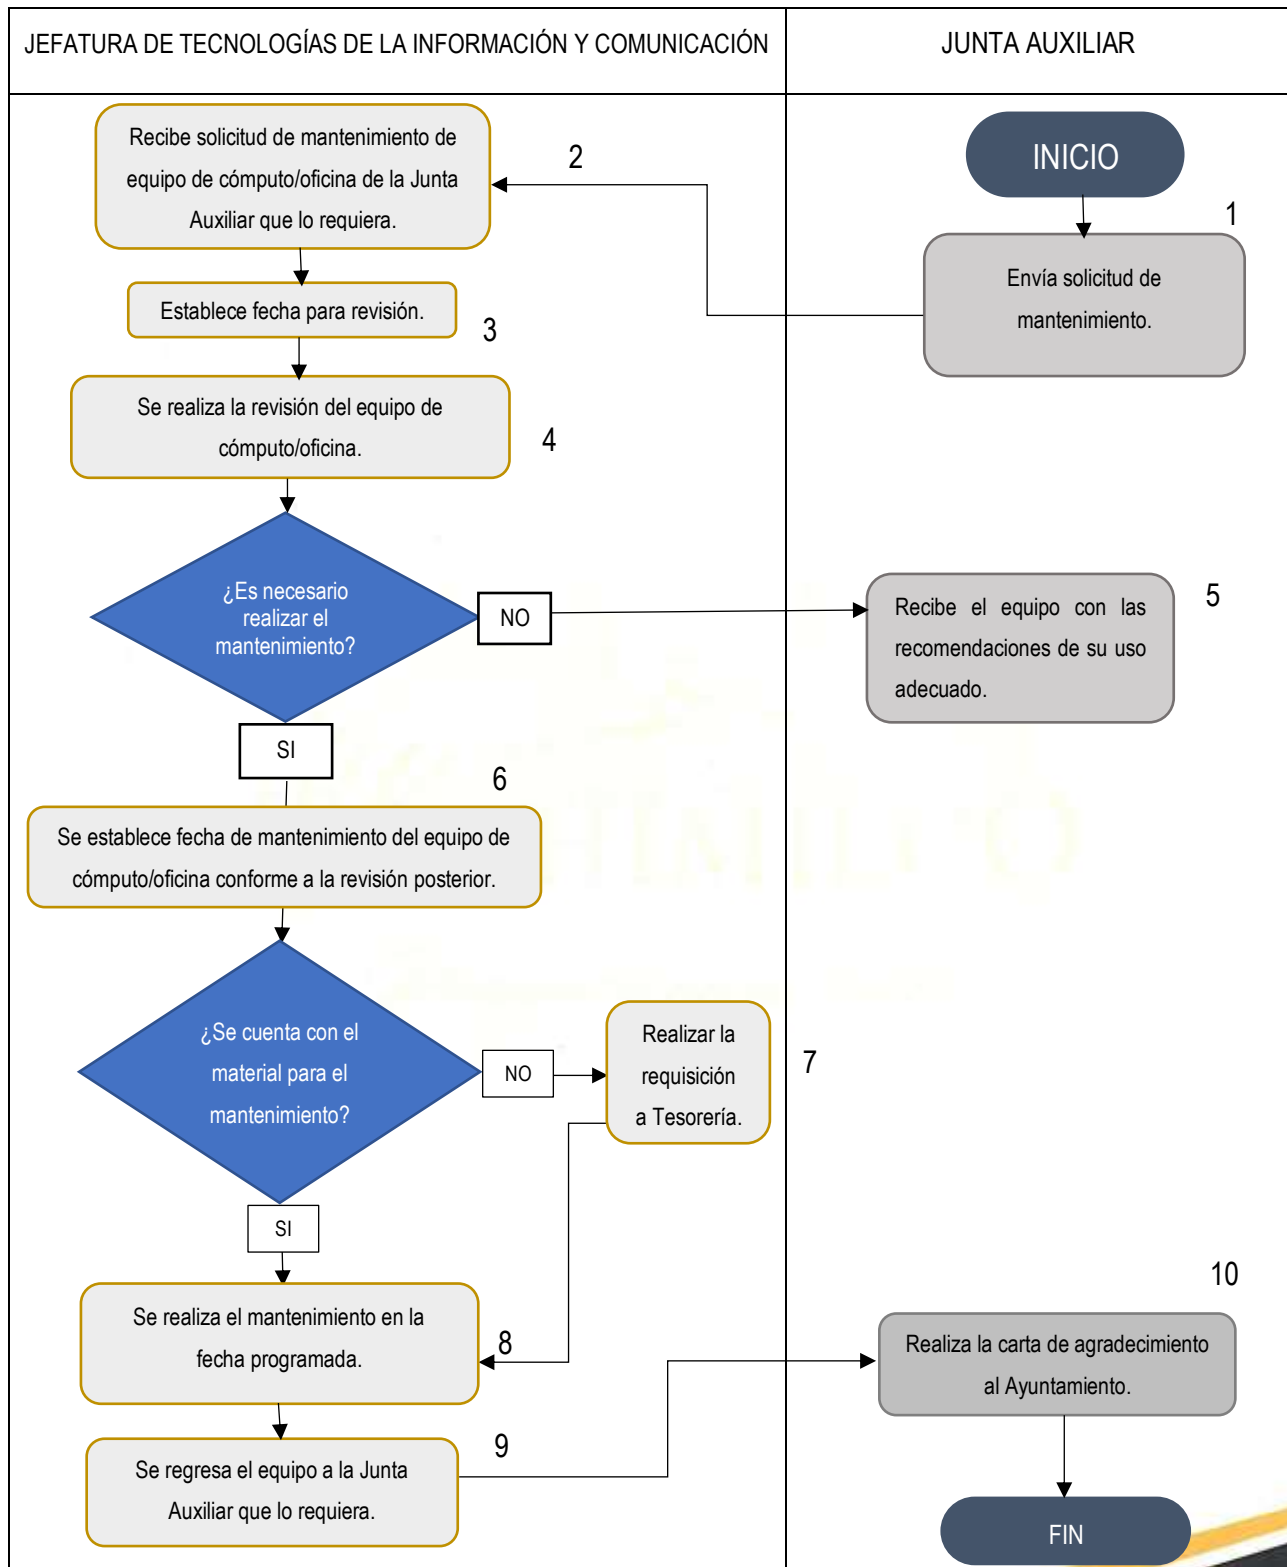 JEFATURA DE TECNOLOGÍAS DE LA INFORMACIÓN Y COMUNICACIÓN
JUNTA AUXILIAR
INICIO
1
Envía solicitud de
mantenimiento.
2
Recibe solicitud de mantenimiento de
equipo de cómputo/oficina de la Junta
Auxiliar que lo requiera.
Establece fecha para revisión.
3
Se realiza la revisión del equipo de
cómputo/oficina.
4
¿Es necesario
realizar el
mantenimiento?
NO
5
Recibe el equipo con las
recomendaciones de su uso
adecuado.
SI
6
Se establece fecha de mantenimiento del equipo de
cómputo/oficina conforme a la revisión posterior.
¿Se cuenta con el
material para el
mantenimiento?
NO
Realizar la
requisición
a Tesorería.
7
SI
Se realiza el mantenimiento en la
fecha programada.
8
Se regresa el equipo a la Junta
Auxiliar que lo requiera.
9
10
Realiza la carta de agradecimiento
al Ayuntamiento.
FIN